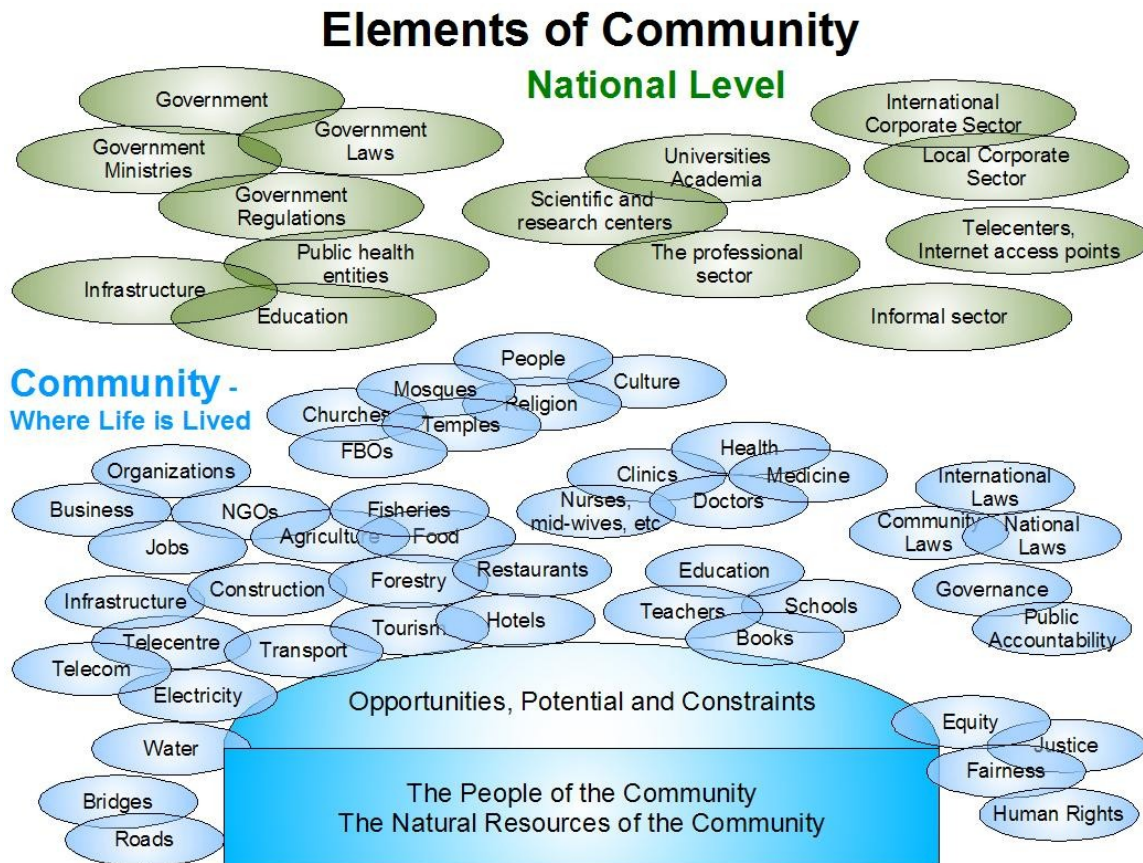 Elements of Community
National Level
Government
Government
Laws
Government
Ministries
Government
Regulations
Public health
entities
Infrastructure
Education
Universities
Academia
Scientific and
research centers
The professional
sector
International
Corporate Sector
Local Corporate
Sector
Telecenters,
Internet access points
Informal sector
Community -
Where Life is Lived
People
Culture
Mosques
Religion
Churches
Temples
FBOs
Organizations
Business
NGOs
Jobs
Fisheries
Agriculture
Food
Construction
Forestry
Restaurants
Infrastructure
Tourism
Hotels
Telecentre
Transport
Telecom
Electricity
Water
Bridges
Roads
Health
Clinics
Medicine
Nurses,
mid-wives, etc
Doctors
Education
Teachers
Schools
Books
International
Laws
Community
Laws
National
Laws
Governance
Public
Accountability
Equity
Justice
Fairness
Human Rights
Opportunities, Potential and Constraints
The People of the Community
The Natural Resources of the Community